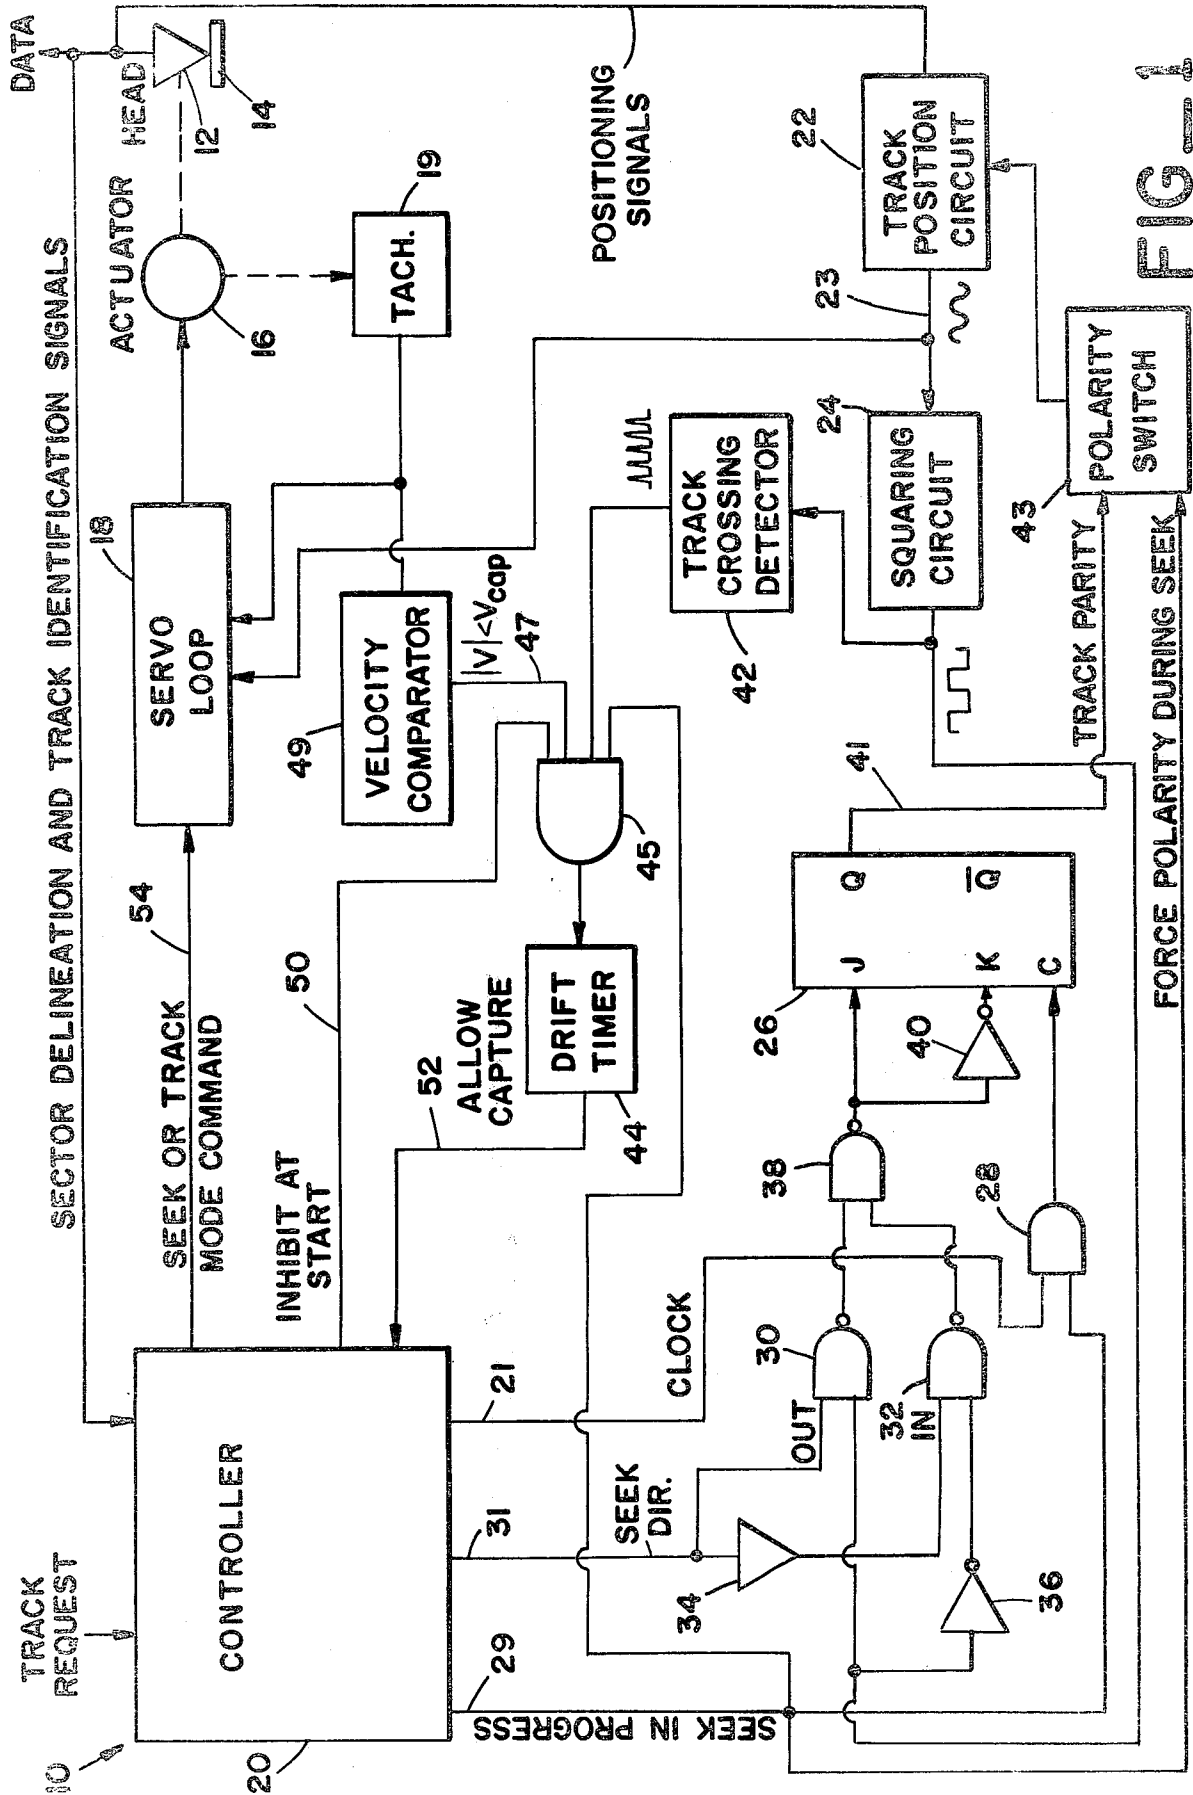 10
TRACK
REQUEST
20
CONTROLLER
SECTOR DELINEATION AND TRACK IDENTIFICATION SIGNALS
DATA
HEAD
12
14
ACTUATOR
16
TACH.
19
SEEK OR TRACK
MODE COMMAND
54
SERVO
LOOP
18
INHIBIT AT
START
50
VELOCITY
COMPARATOR
49
|V|<Vcap
47
45
ALLOW
CAPTURE
52
DRIFT
TIMER
44
TRACK
CROSSING
DETECTOR
42
POSITIONING
SIGNALS
TRACK
POSITION
CIRCUIT
22
23
SQUARING
CIRCUIT
24
POLARITY
SWITCH
43
TRACK PARITY
41
FORCE POLARITY DURING SEEK
SEEK IN PROGRESS
29
31
SEEK
DIR.
21
CLOCK
34
OUT
30
32
IN
36
38
28
40
26
J
K
C
Q
Q̅
FIG_1